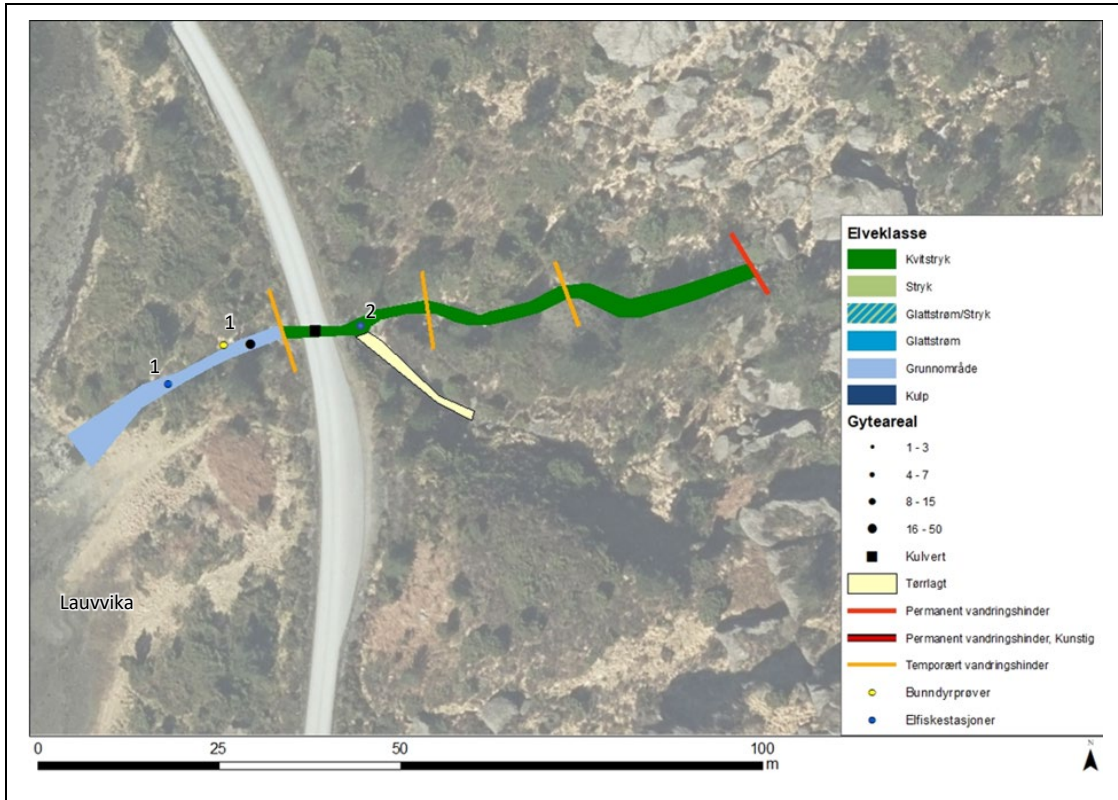 2
1
1
Lauvvika
Elveklasse
Kvitstryk
Stryk
Glattstrøm/Stryk
Glattstrøm
Grunnområde
Kulp
Gyteareal
1 - 3
4 - 7
8 - 15
16 - 50
Kulvert
Tørrlagt
Permanent vandringshinder
Permanent vandringshinder, Kunstig
Temporært vandringshinder
Bunndyrprøver
Elfiskestasjoner
0 25 50 100
m
N